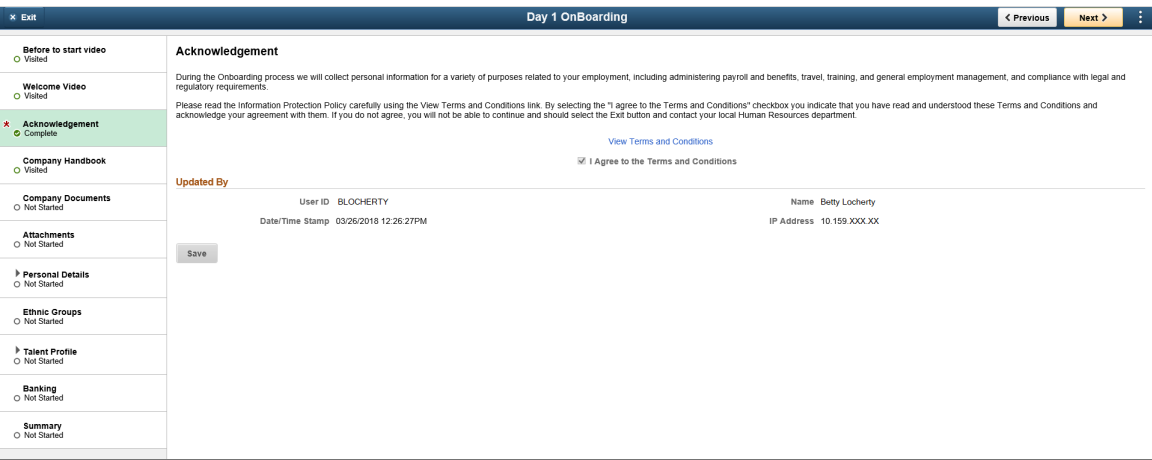 × Exit
Day 1 OnBoarding
Previous
Next
Before to start video
Visited
Welcome Video
Visited
* Acknowledgement
Complete
Company Handbook
Visited
Company Documents
Not Started
Attachments
Not Started
Personal Details
Not Started
Ethnic Groups
Not Started
Talent Profile
Not Started
Banking
Not Started
Summary
Not Started
Acknowledgement
During the Onboarding process we will collect personal information for a variety of purposes related to your employment, including administering payroll and benefits, travel, training, and general employment management, and compliance with legal and
regulatory requirements.
Please read the Information Protection Policy carefully using the View Terms and Conditions link. By selecting the "I agree to the Terms and Conditions" checkbox you indicate that you have read and understood these Terms and Conditions and
acknowledge your agreement with them. If you do not agree, you will not be able to continue and should select the Exit button and contact your local Human Resources department.
View Terms and Conditions
I Agree to the Terms and Conditions
Updated By
User ID BLOCHERTY
Name Betty Locherty
Date/Time Stamp 03/26/2018 12:26:27PM
IP Address 10.159.XXX.XX
Save